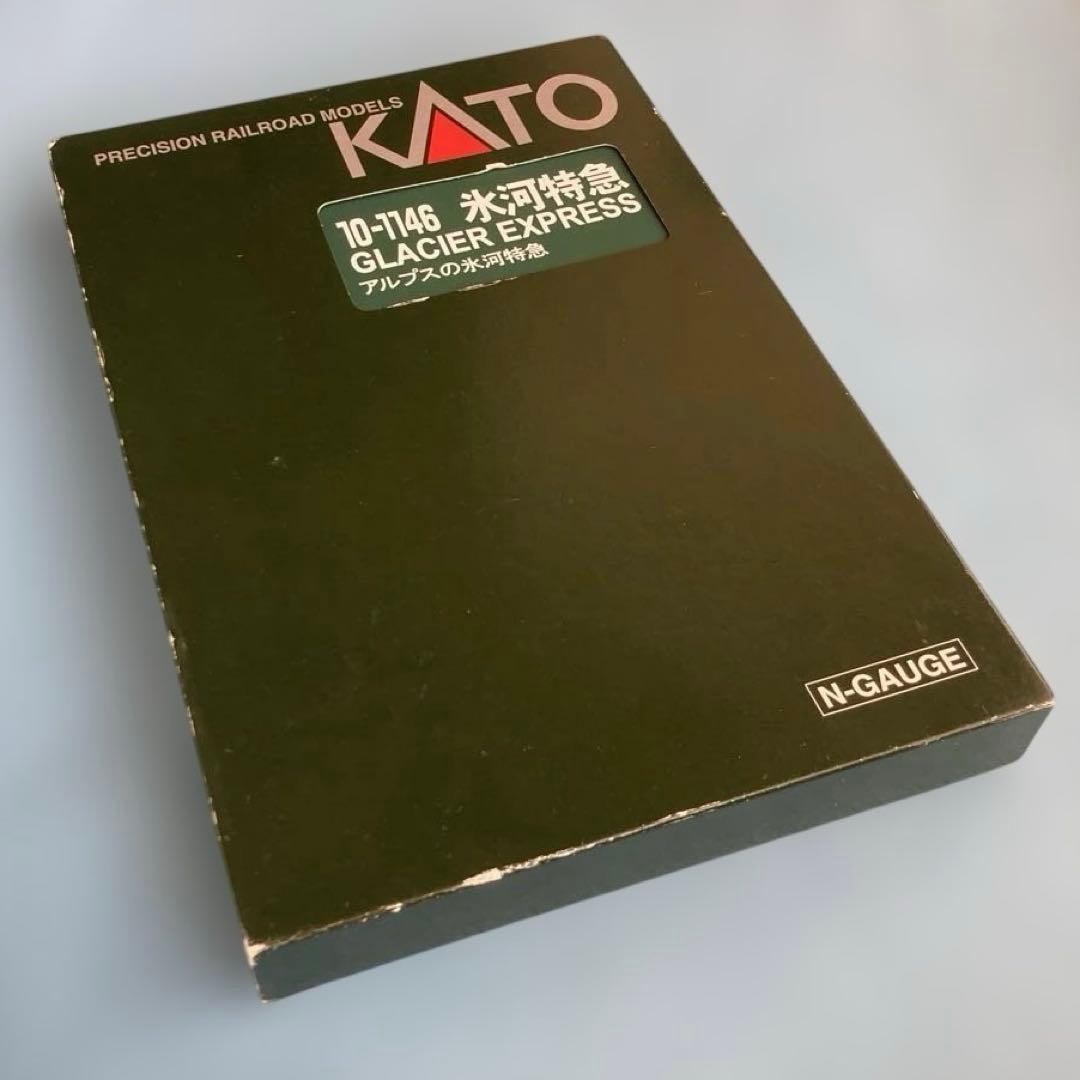 PRECISION RAILROAD MODELS
KATO
10-1146 氷河特急
GLACIER EXPRESS
アルプスの氷河特急
N-GAUGE